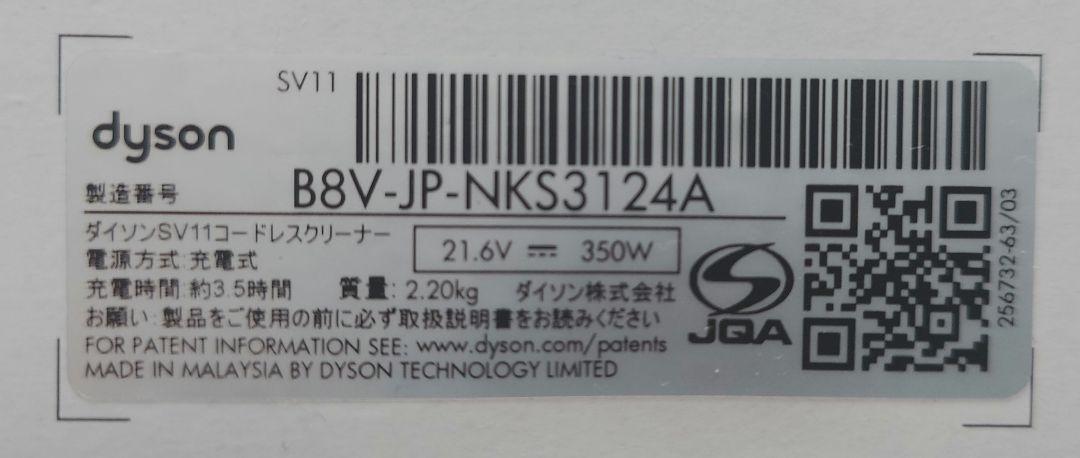 SV11
dyson
製造番号 B8V-JP-NKS3124A
ダイソンSV11コードレスクリーナー
21.6V ⎓ 350W
電源方式:充電式
充電時間:約3.5時間 質量:2.20kg ダイソン株式会社
お願い:製品をご使用の前に必ず取扱説明書をお読みください
FOR PATENT INFORMATION SEE: www.dyson.com/patents
MADE IN MALAYSIA BY DYSON TECHNOLOGY LIMITED
JQA
256732-63/03